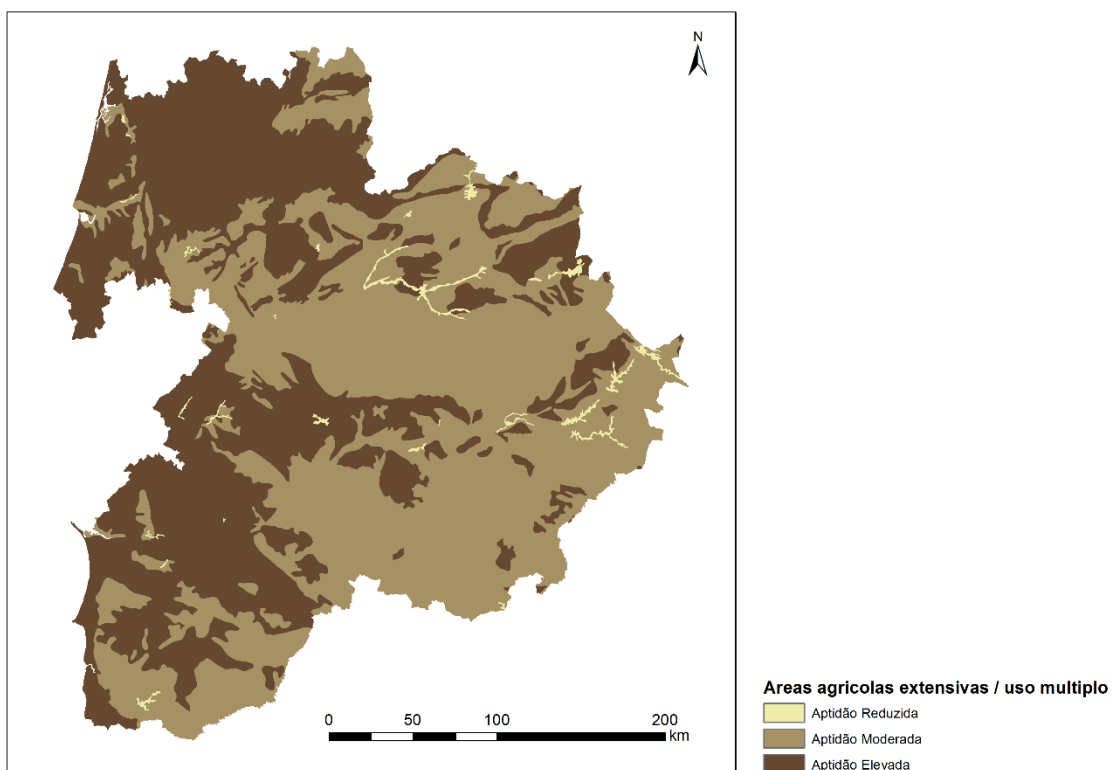 N
0 50 100 200
km
Areas agricolas extensivas / uso multiplo
Aptidão Reduzida
Aptidão Moderada
Aptidão Elevada